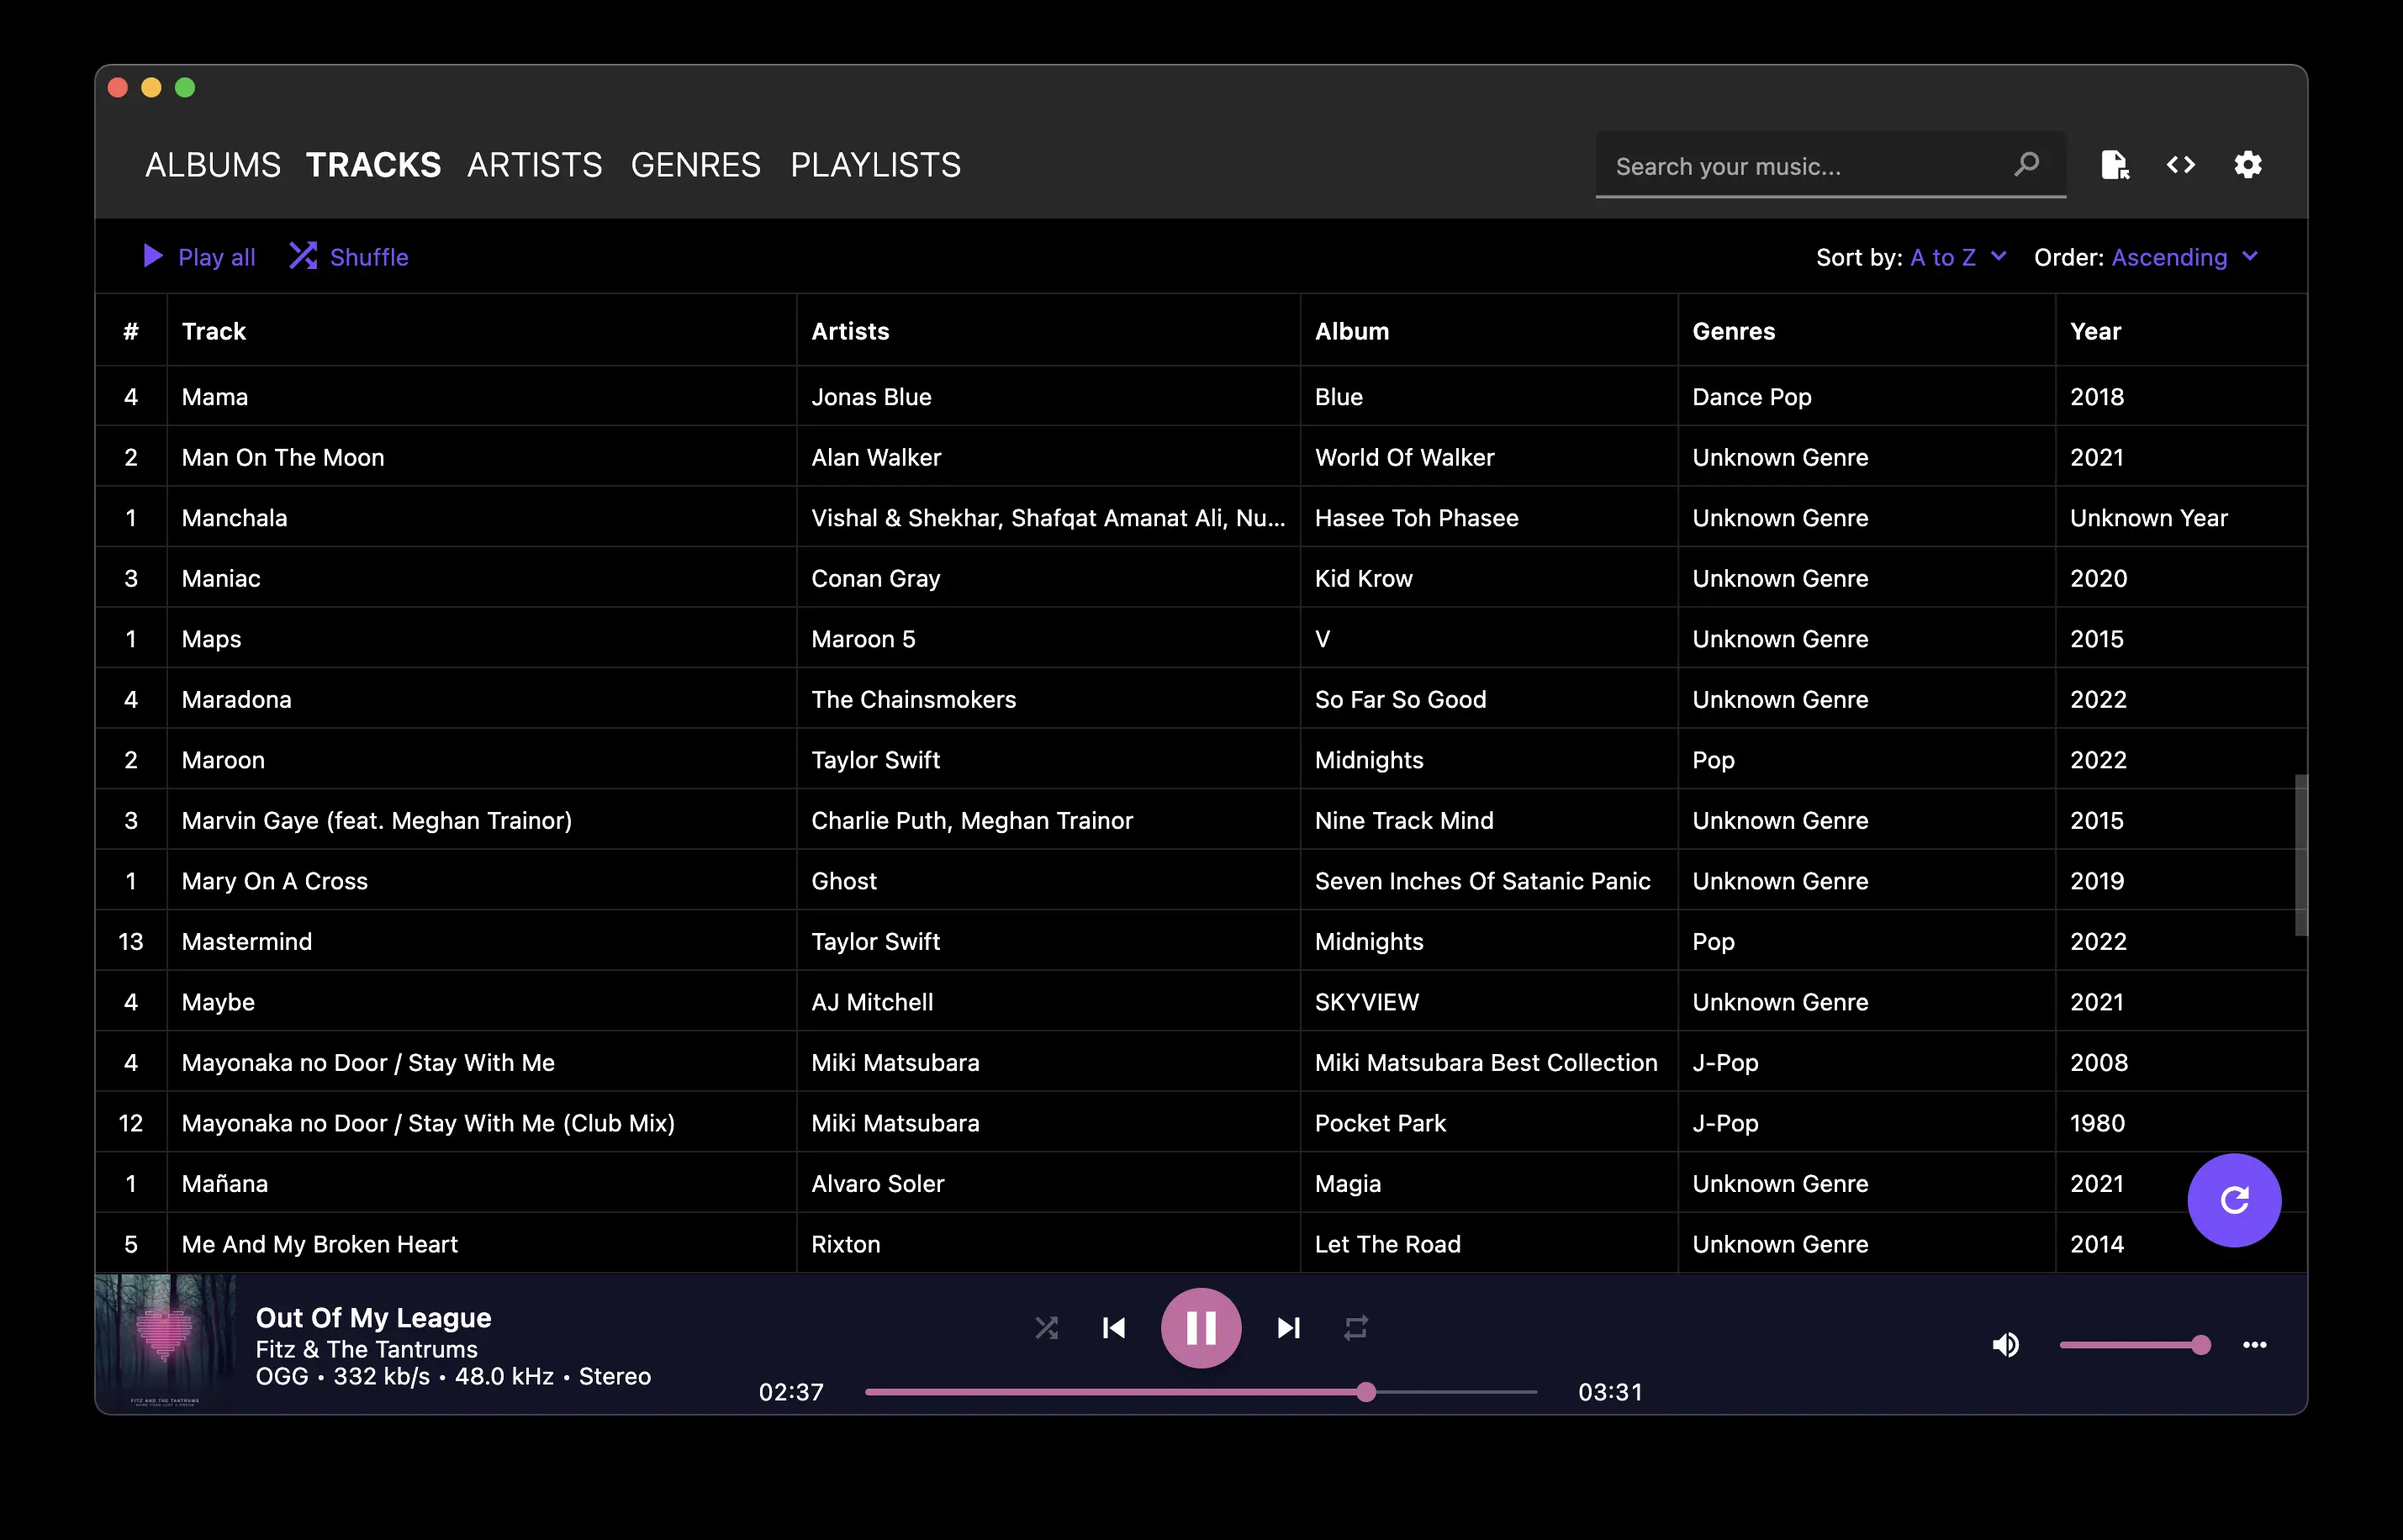 ALBUMS TRACKS ARTISTS GENRES PLAYLISTS Search your music...
Play all Shuffle Sort by: A to Z Order: Ascending
# Track Artists Album Genres Year
4 Mama Jonas Blue Blue Dance Pop 2018
2 Man On The Moon Alan Walker World Of Walker Unknown Genre 2021
1 Manchala Vishal & Shekhar, Shafqat Amanat Ali, Nu... Hasee Toh Phasee Unknown Genre Unknown Year
3 Maniac Conan Gray Kid Krow Unknown Genre 2020
1 Maps Maroon 5 V Unknown Genre 2015
4 Maradona The Chainsmokers So Far So Good Unknown Genre 2022
2 Maroon Taylor Swift Midnights Pop 2022
3 Marvin Gaye (feat. Meghan Trainor) Charlie Puth, Meghan Trainor Nine Track Mind Unknown Genre 2015
1 Mary On A Cross Ghost Seven Inches Of Satanic Panic Unknown Genre 2019
13 Mastermind Taylor Swift Midnights Pop 2022
4 Maybe AJ Mitchell SKYVIEW Unknown Genre 2021
4 Mayonaka no Door / Stay With Me Miki Matsubara Miki Matsubara Best Collection J-Pop 2008
12 Mayonaka no Door / Stay With Me (Club Mix) Miki Matsubara Pocket Park J-Pop 1980
1 Mañana Alvaro Soler Magia Unknown Genre 2021
5 Me And My Broken Heart Rixton Let The Road Unknown Genre 2014
Out Of My League
Fitz & The Tantrums
OGG • 332 kb/s • 48.0 kHz • Stereo
02:37 03:31
FITZ AND THE TANTRUMS